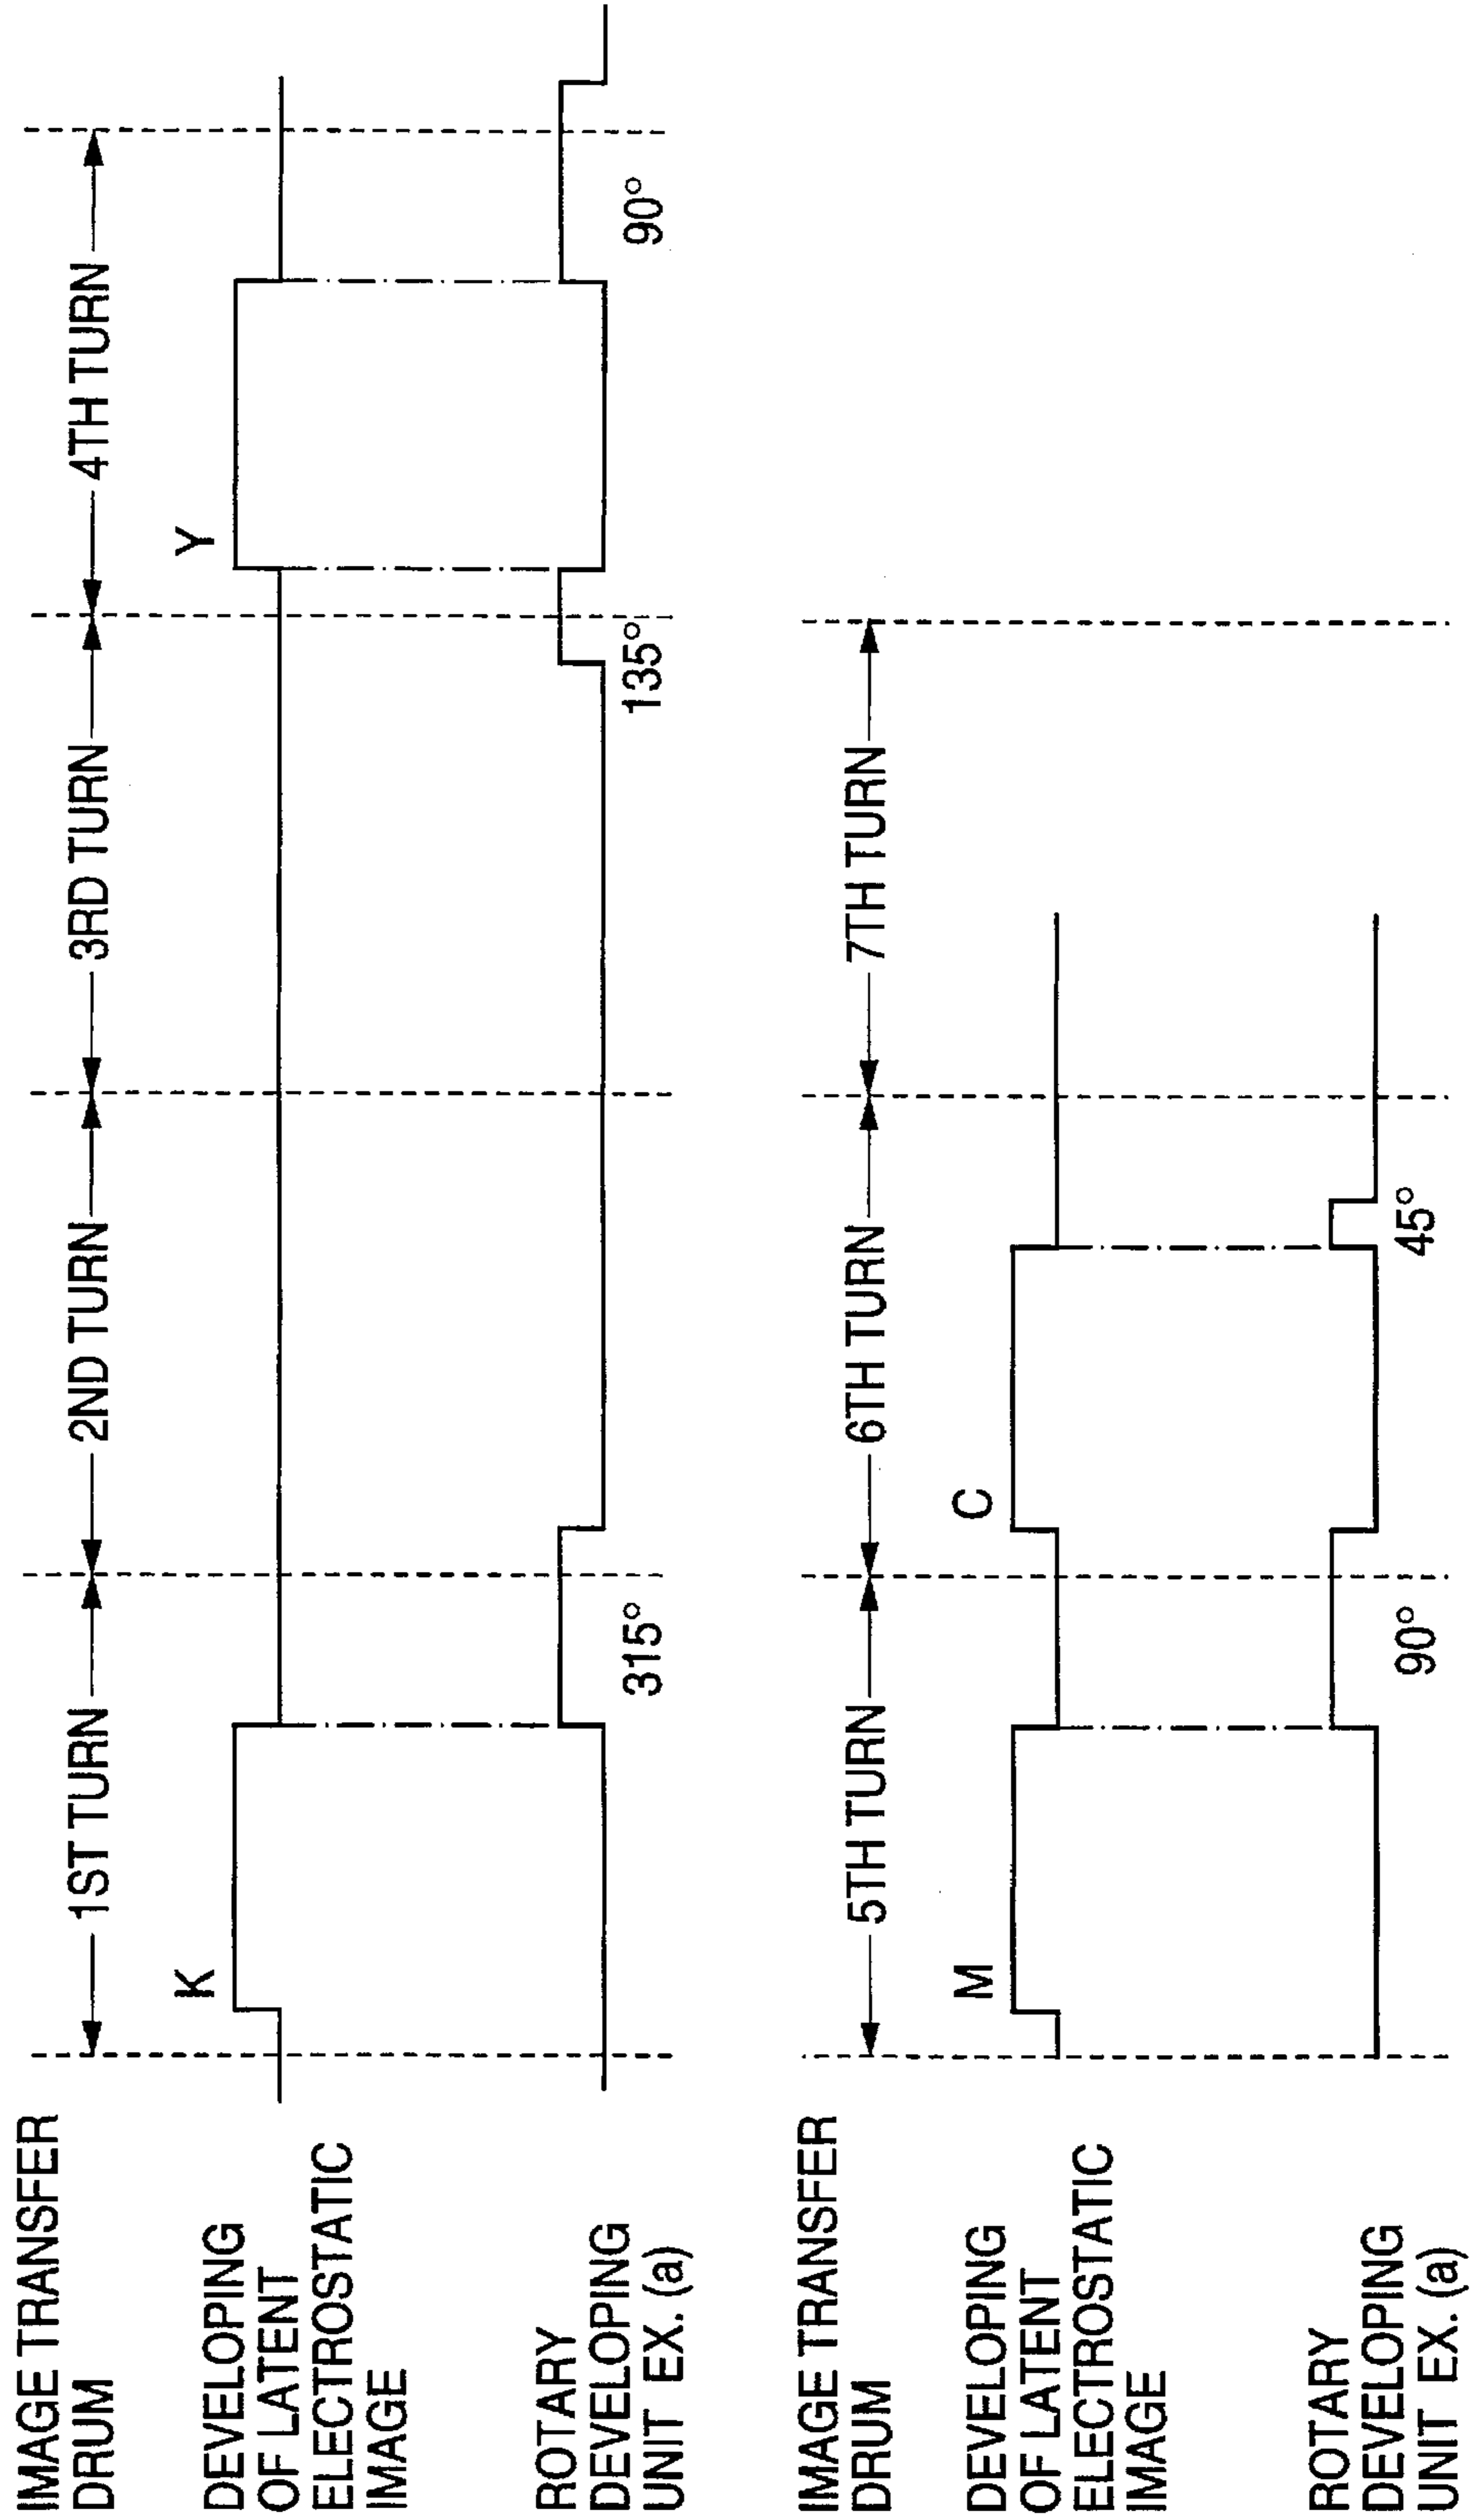 IMAGE TRANSFER
DRUM
1ST TURN
2ND TURN
3RD TURN
4TH TURN
DEVELOPING
OF LATENT
ELECTROSTATIC
IMAGE
K
Y
ROTARY
DEVELOPING
UNIT EX.(a)
315°
135°
90°
IMAGE TRANSFER
DRUM
5TH TURN
6TH TURN
7TH TURN
DEVELOPING
OF LATENT
ELECTROSTATIC
IMAGE
M
C
ROTARY
DEVELOPING
UNIT EX.(a)
90°
45°